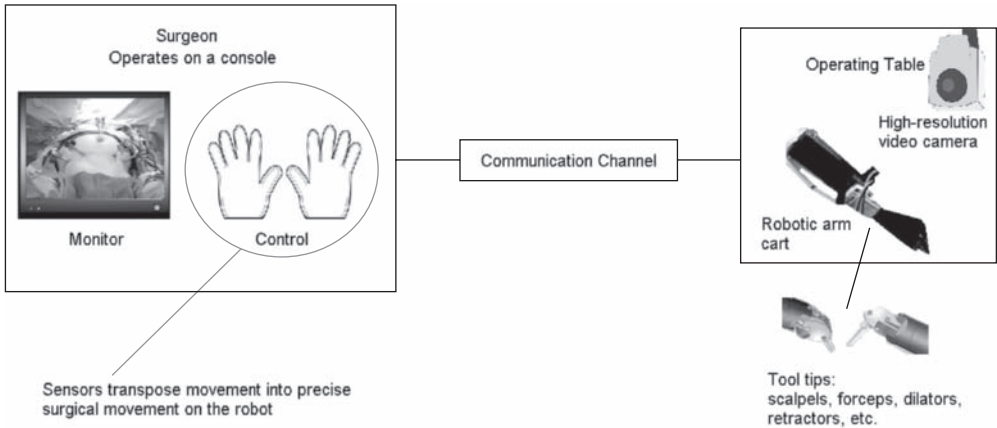 Surgeon
Operates on a console
Monitor
Control
Sensors transpose movement into precise
surgical movement on the robot
Communication Channel
Operating Table
High-resolution
video camera
Robotic arm
cart
Tool tips:
scalpels, forceps, dilators,
retractors, etc.